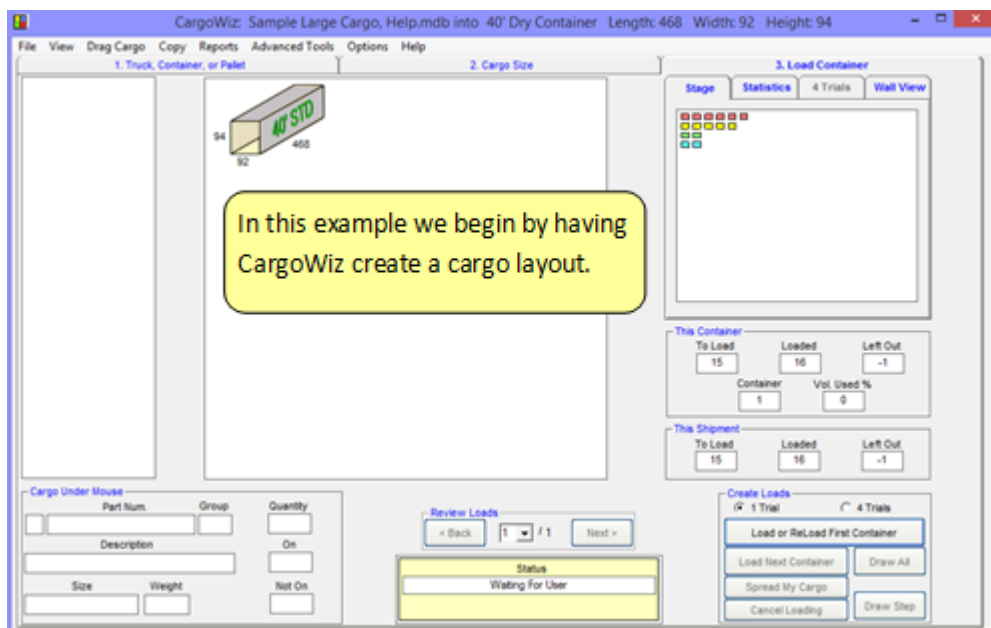 CargoWiz: Sample Large Cargo, Help.mdb into 40' Dry Container Length: 468 Width: 92 Height: 94
File View Drag Cargo Copy Reports Advanced Tools Options Help
1. Truck, Container, or Pallet 2. Cargo Size 3. Load Container
Stage Statistics 4 Trials Wall View
40' STD
94
468
92
In this example we begin by having
CargoWiz create a cargo layout.
This Container
To Load Loaded Left Out
15 16 -1
Container Vol. Used %
1 0
This Shipment
To Load Loaded Left Out
15 16 -1
Cargo Under Mouse
Part Num. Group Quantity
Description On
Size Weight Not On
Review Loads
< Back 1 / 1 Next >
Status
Waiting For User
Create Loads
1 Trial 4 Trials
Load or ReLoad First Container
Load Next Container Draw All
Spread My Cargo
Cancel Loading Draw Step